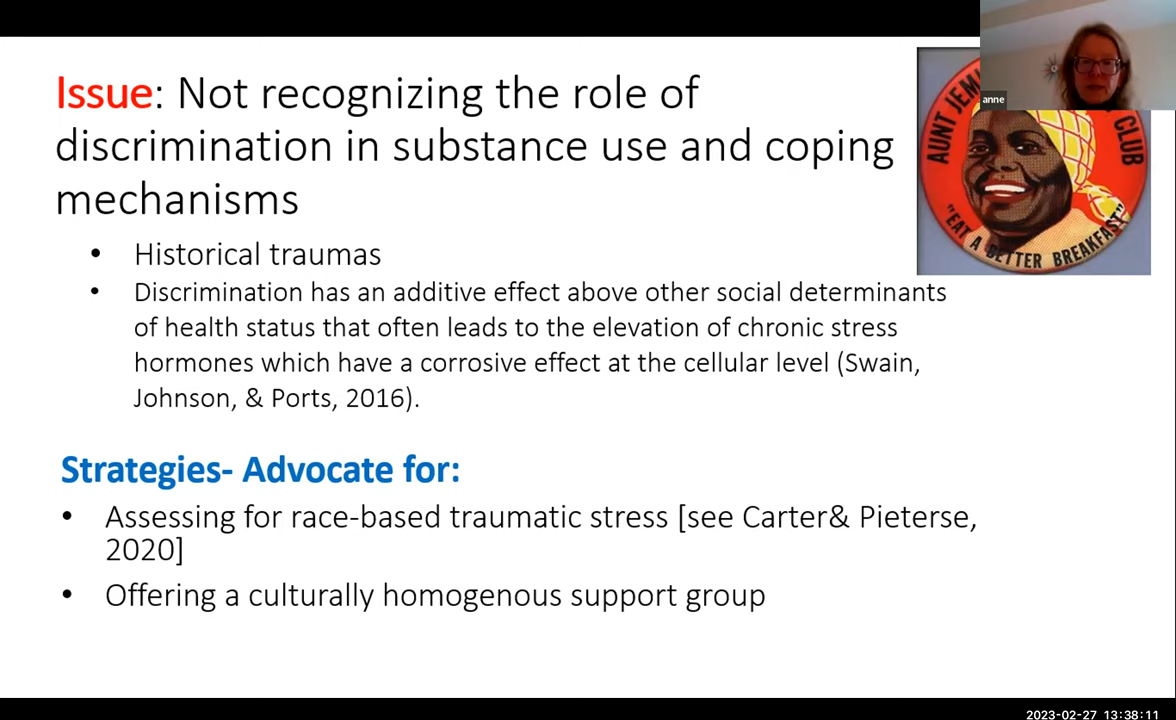 Issue: Not recognizing the role of
discrimination in substance use and coping
mechanisms
• Historical traumas
• Discrimination has an additive effect above other social determinants
of health status that often leads to the elevation of chronic stress
hormones which have a corrosive effect at the cellular level (Swain,
Johnson, & Ports, 2016).
Strategies- Advocate for:
• Assessing for race-based traumatic stress [see Carter& Pieterse,
2020]
• Offering a culturally homogenous support group
anne
AUNT JEM
CLUB
"EAT A BETTER BREAKFAST"
2023-02-27 13:38:11